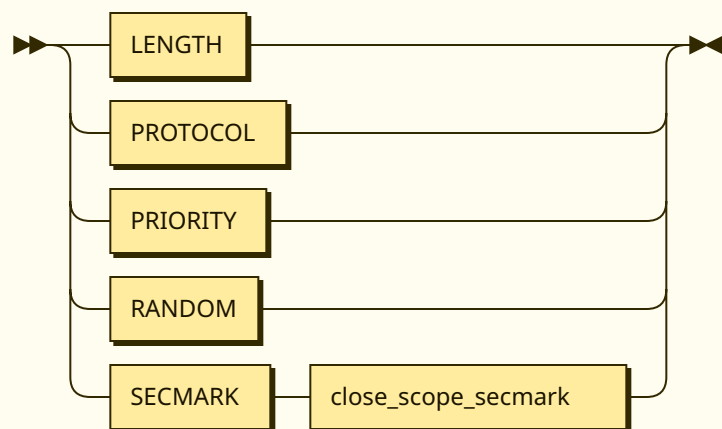 LENGTH
PROTOCOL
PRIORITY
RANDOM
SECMARK close_scope_secmark